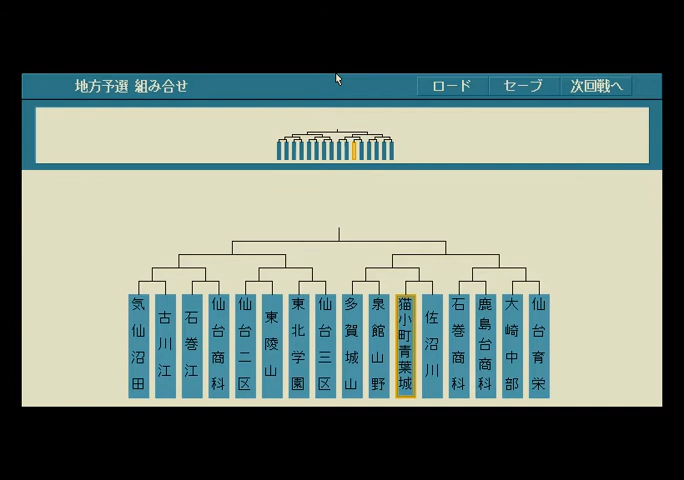 地方予選 組み合せ
ロード
セーブ
次回戦へ
気仙沼田
古川江
石巻江
仙台商科
仙台二区
東陵山
東北学園
仙台三区
多賀城山
泉館山野
猫小町青葉城
佐沼川
石巻商科
鹿島台商科
大崎中部
仙台育栄